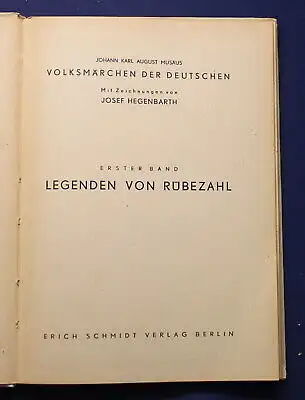 JOHANN KARL AUGUST MUSÄUS
VOLKSMÄRCHEN DER DEUTSCHEN
Mit Zeichnungen von
JOSEF HEGENBARTH
ERSTER BAND
LEGENDEN VON RÜBEZAHL
ERICH SCHMIDT VERLAG BERLIN